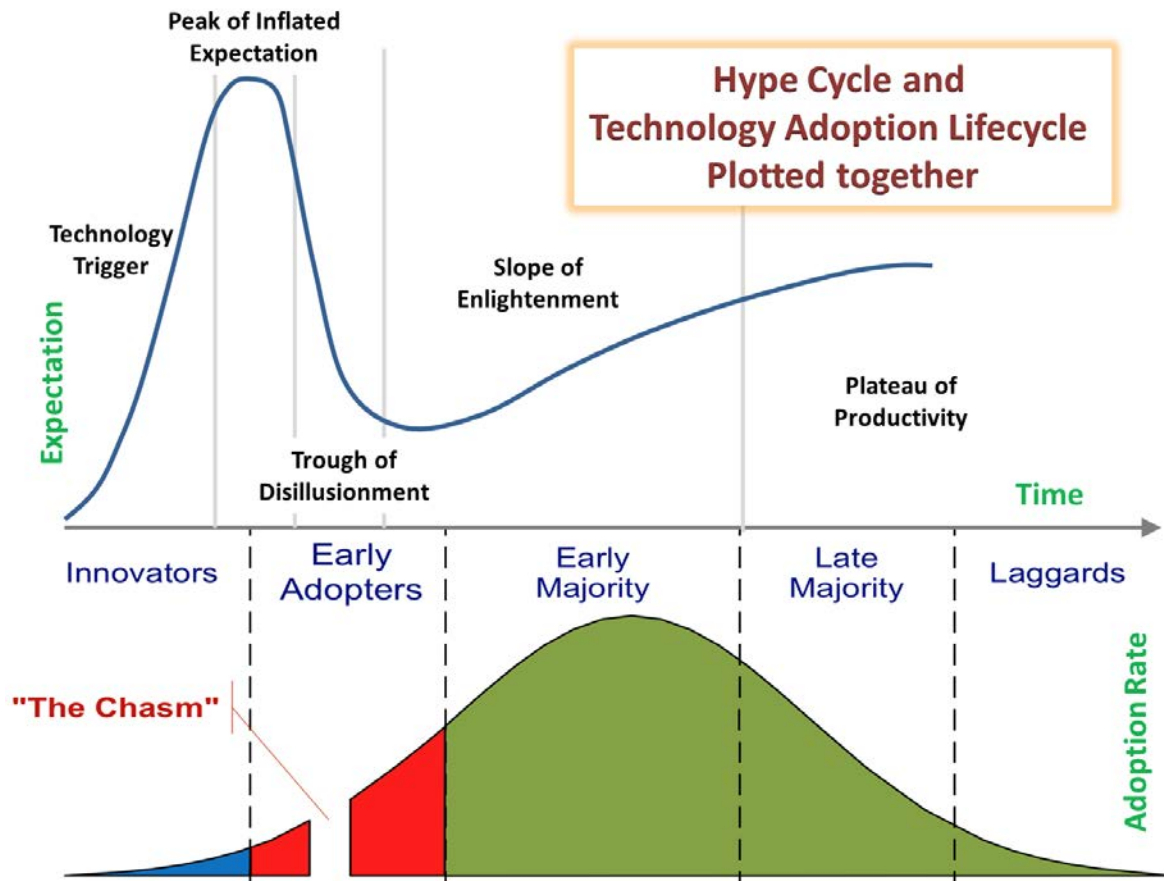 Peak of Inflated
Expectation
Hype Cycle and
Technology Adoption Lifecycle
Plotted together
Technology
Trigger
Slope of
Enlightenment
Expectation
Plateau of
Productivity
Trough of
Disillusionment
Time
Innovators
Early
Adopters
Early
Majority
Late
Majority
Laggards
"The Chasm"
Adoption Rate